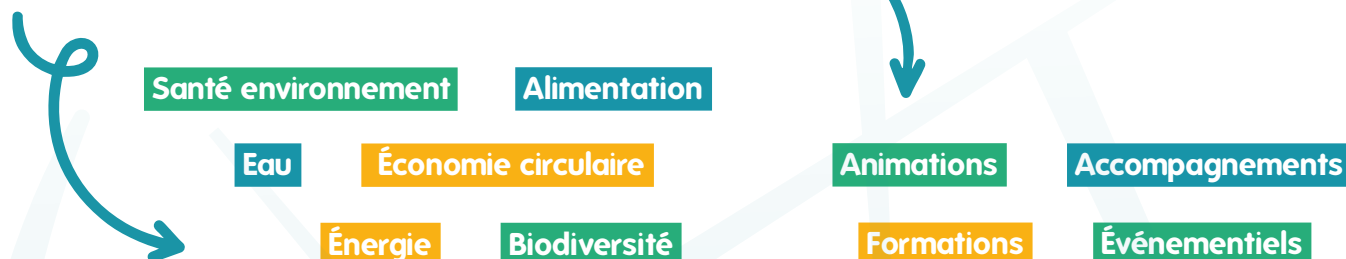 Santé environnement
Alimentation
Eau
Économie circulaire
Énergie
Biodiversité
Animations
Accompagnements
Formations
Événementiels